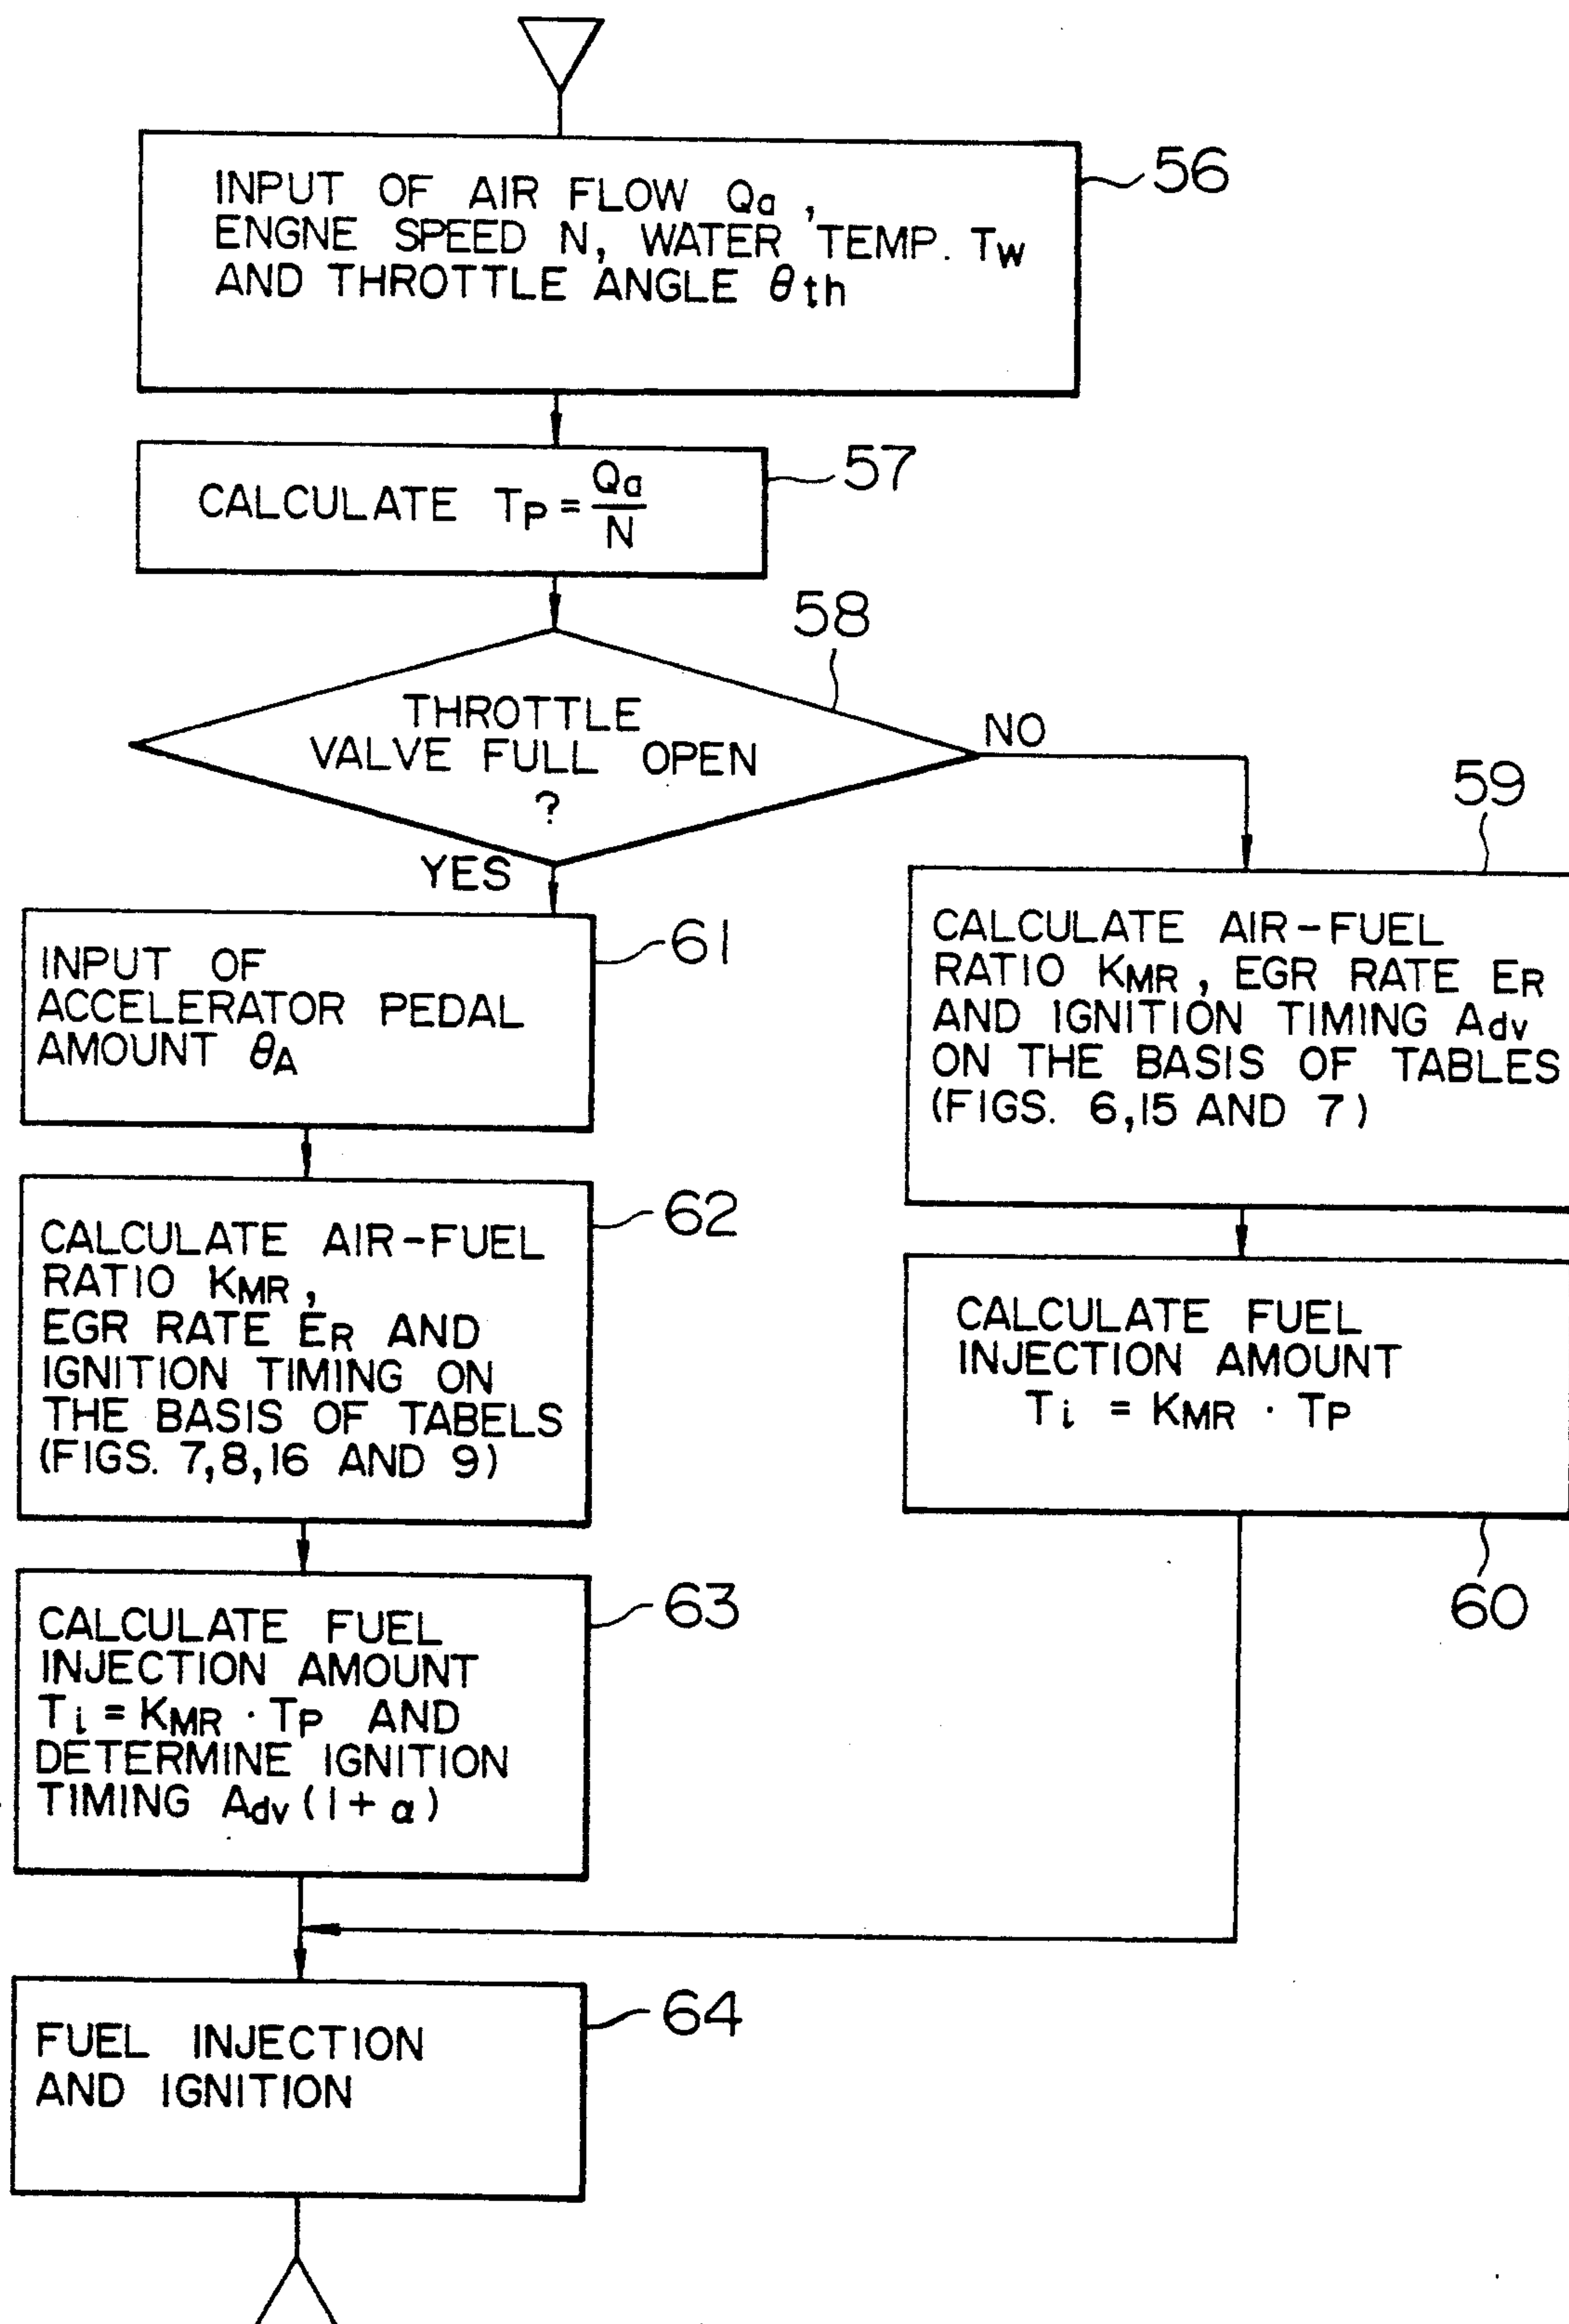 INPUT OF AIR FLOW Qa,
ENGNE SPEED N, WATER TEMP. Tw
AND THROTTLE ANGLE θth
56
CALCULATE TP = Qa/N
57
58
THROTTLE
VALVE FULL OPEN
?
NO
YES
59
CALCULATE AIR-FUEL
RATIO KMR, EGR RATE ER
AND IGNITION TIMING Adv
ON THE BASIS OF TABLES
(FIGS. 6,15 AND 7)
CALCULATE FUEL
INJECTION AMOUNT
Ti = KMR · TP
60
INPUT OF
ACCELERATOR PEDAL
AMOUNT θA
61
CALCULATE AIR-FUEL
RATIO KMR,
EGR RATE ER AND
IGNITION TIMING ON
THE BASIS OF TABELS
(FIGS. 7,8,16 AND 9)
62
CALCULATE FUEL
INJECTION AMOUNT
Ti = KMR · TP AND
DETERMINE IGNITION
TIMING Adv(1+α)
63
FUEL INJECTION
AND IGNITION
64